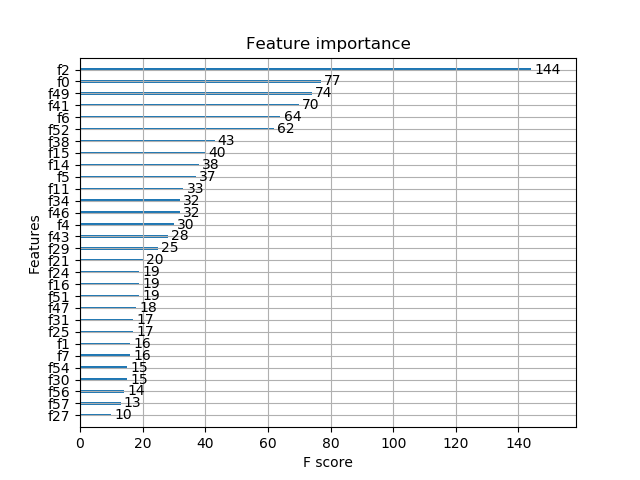 Feature importance
f2 144
f0 77
f49 74
f41 70
f6 64
f52 62
f38 43
f15 40
f14 38
f5 37
f11 33
f34 32
f46 32
f4 30
f43 28
f29 25
f21 20
f24 19
f16 19
f51 19
f47 18
f31 17
f25 17
f1 16
f7 16
f54 15
f30 15
f56 14
f57 13
f27 10
Features
0 20 40 60 80 100 120 140
F score